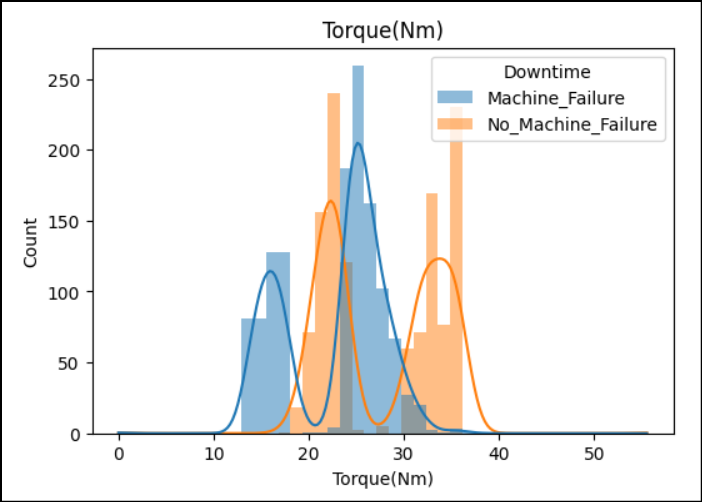 Torque(Nm)
Downtime
Machine_Failure
No_Machine_Failure
250
200
150
100
50
0
Count
0 10 20 30 40 50
Torque(Nm)